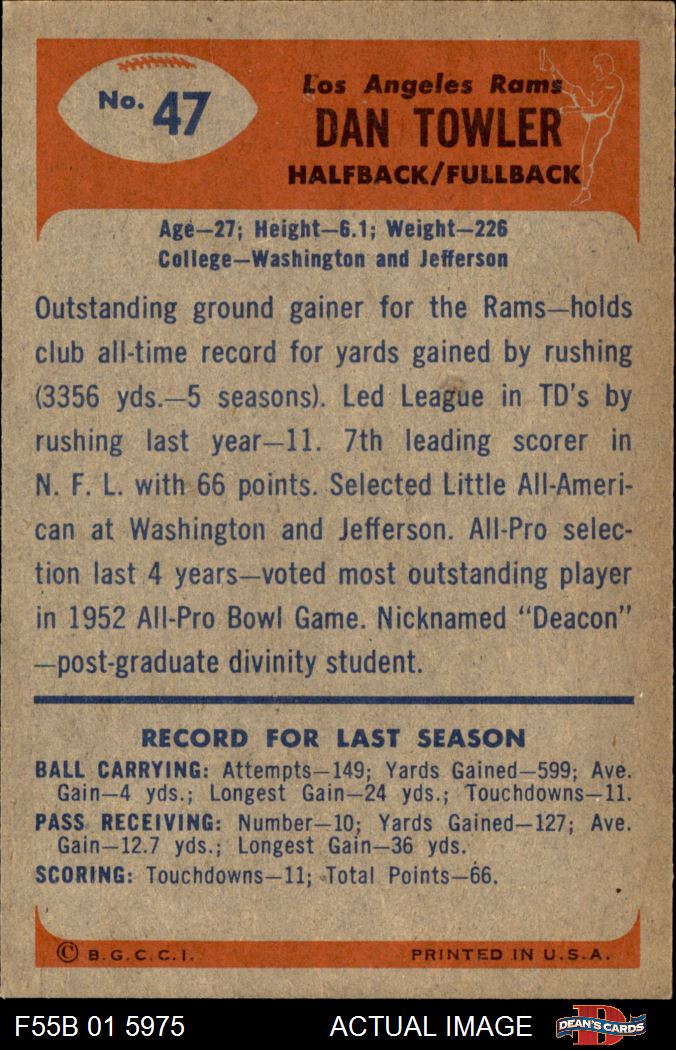 No. 47
Los Angeles Rams
DAN TOWLER
HALFBACK/FULLBACK
Age—27; Height—6.1; Weight—226
College—Washington and Jefferson
Outstanding ground gainer for the Rams—holds
club all-time record for yards gained by rushing
(3356 yds.—5 seasons). Led League in TD's by
rushing last year—11. 7th leading scorer in
N. F. L. with 66 points. Selected Little All-Ameri-
can at Washington and Jefferson. All-Pro selec-
tion last 4 years—voted most outstanding player
in 1952 All-Pro Bowl Game. Nicknamed "Deacon"
—post-graduate divinity student.
RECORD FOR LAST SEASON
BALL CARRYING: Attempts—149; Yards Gained—599; Ave.
Gain—4 yds.; Longest Gain—24 yds.; Touchdowns—11.
PASS RECEIVING: Number—10; Yards Gained—127; Ave.
Gain—12.7 yds.; Longest Gain—36 yds.
SCORING: Touchdowns—11; Total Points—66.
© B.G.C.C.I. PRINTED IN U.S.A.
F55B 01 5975 ACTUAL IMAGE DEAN'S CARDS